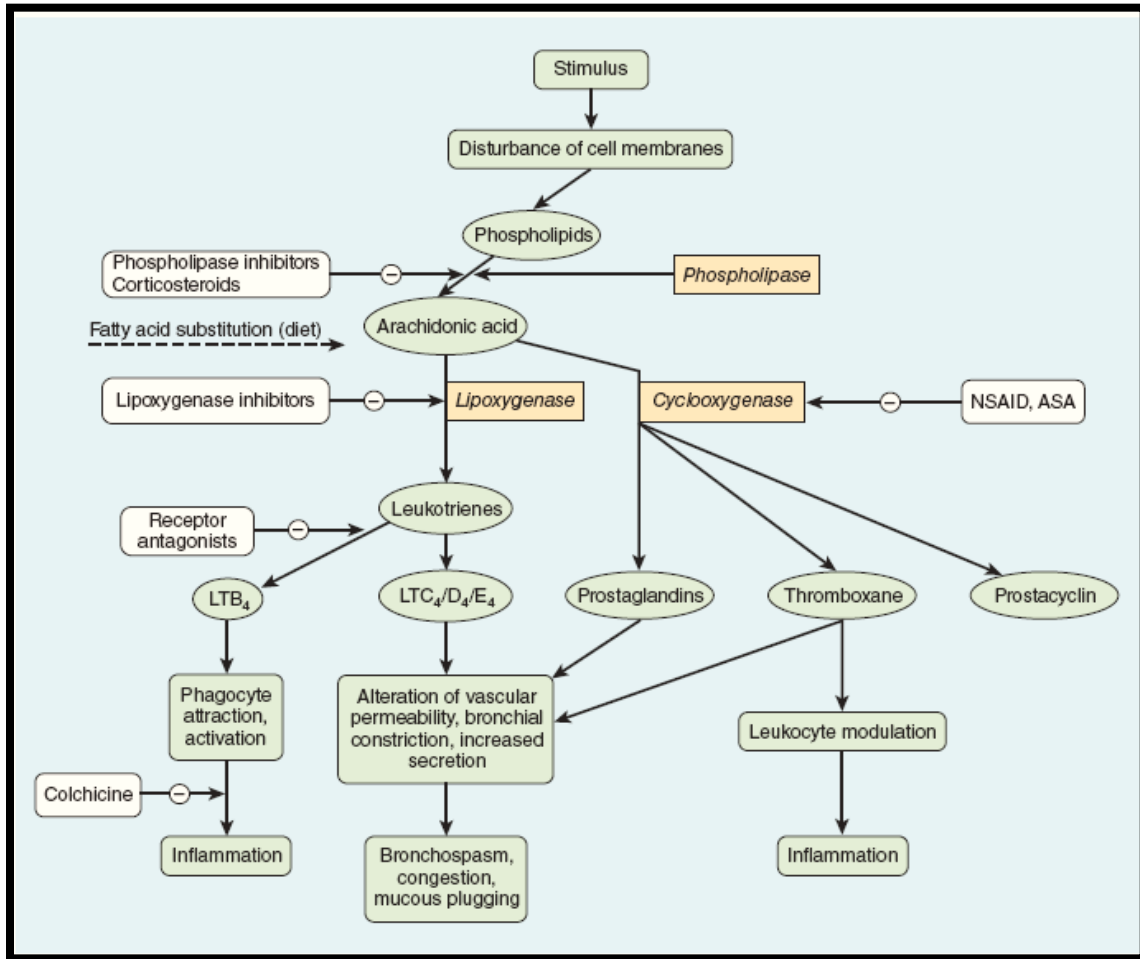 Stimulus
Disturbance of cell membranes
Phospholipids
Phospholipase inhibitors
Corticosteroids
−
Phospholipase
Fatty acid substitution (diet)
Arachidonic acid
Lipoxygenase inhibitors
−
Lipoxygenase
Cyclooxygenase
−
NSAID, ASA
Leukotrienes
Receptor
antagonists
−
LTB₄
LTC₄/D₄/E₄
Prostaglandins
Thromboxane
Prostacyclin
Phagocyte
attraction,
activation
Alteration of vascular
permeability, bronchial
constriction, increased
secretion
Leukocyte modulation
Colchicine
−
Inflammation
Bronchospasm,
congestion,
mucous plugging
Inflammation